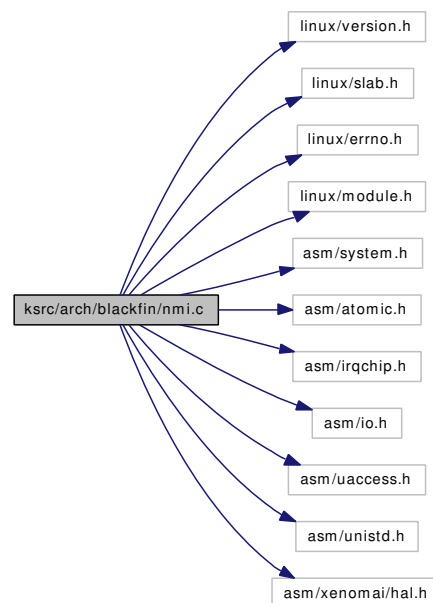 linux/version.h
linux/slab.h
linux/errno.h
linux/module.h
asm/system.h
ksrc/arch/blackfin/nmi.c
asm/atomic.h
asm/irqchip.h
asm/io.h
asm/uaccess.h
asm/unistd.h
asm/xenomai/hal.h